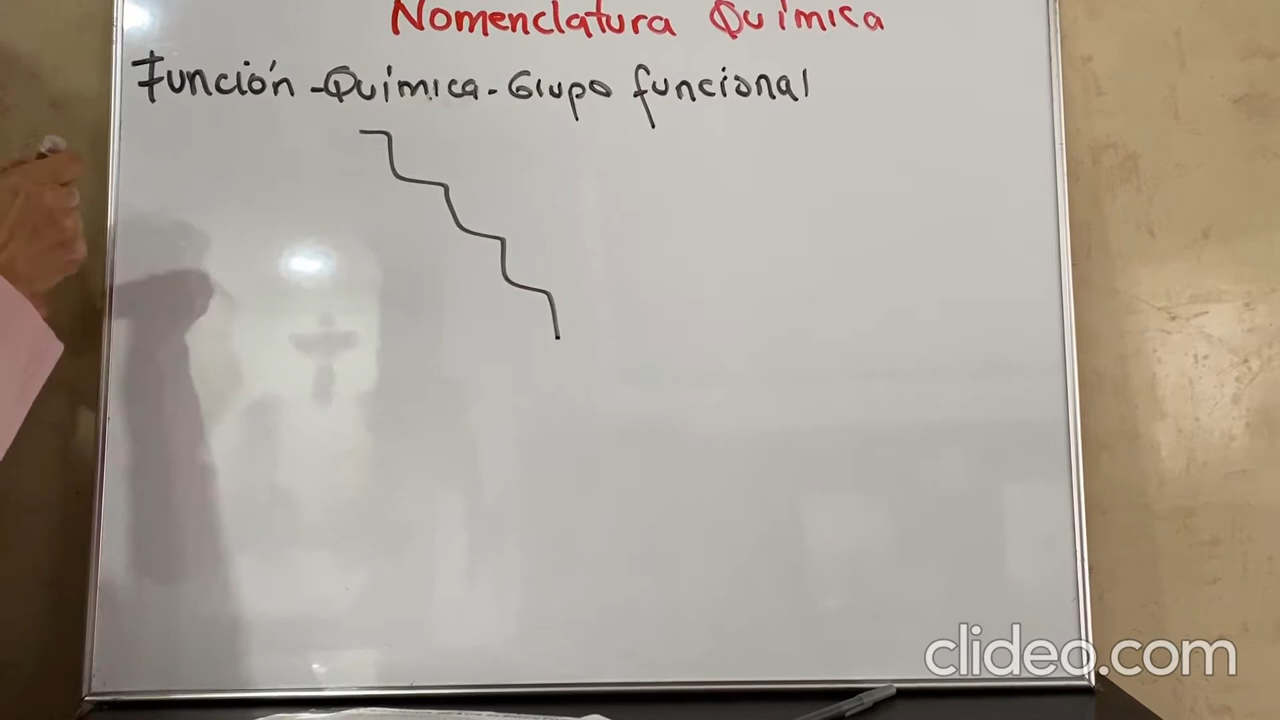 Nomenclatura Química
Función - Química - Grupo funcional
clideo.com